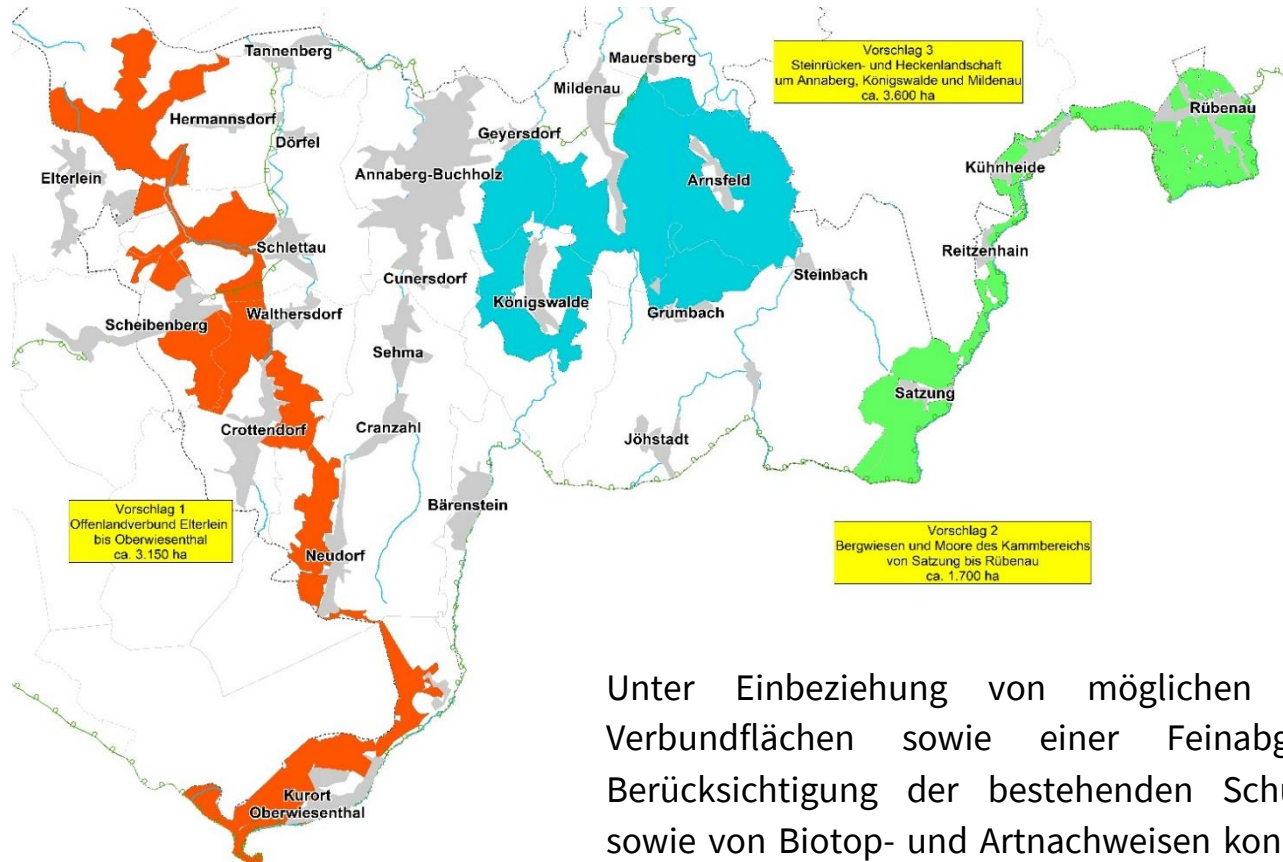 Tannenberg
Mauersberg
Vorschlag 3
Steinrücken- und Heckenlandschaft
um Annaberg, Königswalde und Mildenau
ca. 3.600 ha
Mildenau
Rübenau
Hermannsdorf
Geyersdorf
Dörfel
Kühnheide
Elterlein
Annaberg-Buchholz
Arnsfeld
Schlettau
Reitzenhain
Cunersdorf
Steinbach
Königswalde
Grumbach
Scheibenberg
Walthersdorf
Sehma
Satzung
Crottendorf
Cranzahl
Jöhstadt
Vorschlag 1
Offenlandverbund Elterlein
bis Oberwiesenthal
ca. 3.150 ha
Bärenstein
Vorschlag 2
Bergwiesen und Moore des Kammbereichs
von Satzung bis Rübenau
ca. 1.700 ha
Neudorf
Kurort
Oberwiesenthal
Unter Einbeziehung von möglichen
Verbundflächen sowie einer Feinabg
Berücksichtigung der bestehenden Schu
sowie von Biotop- und Artnachweisen kon